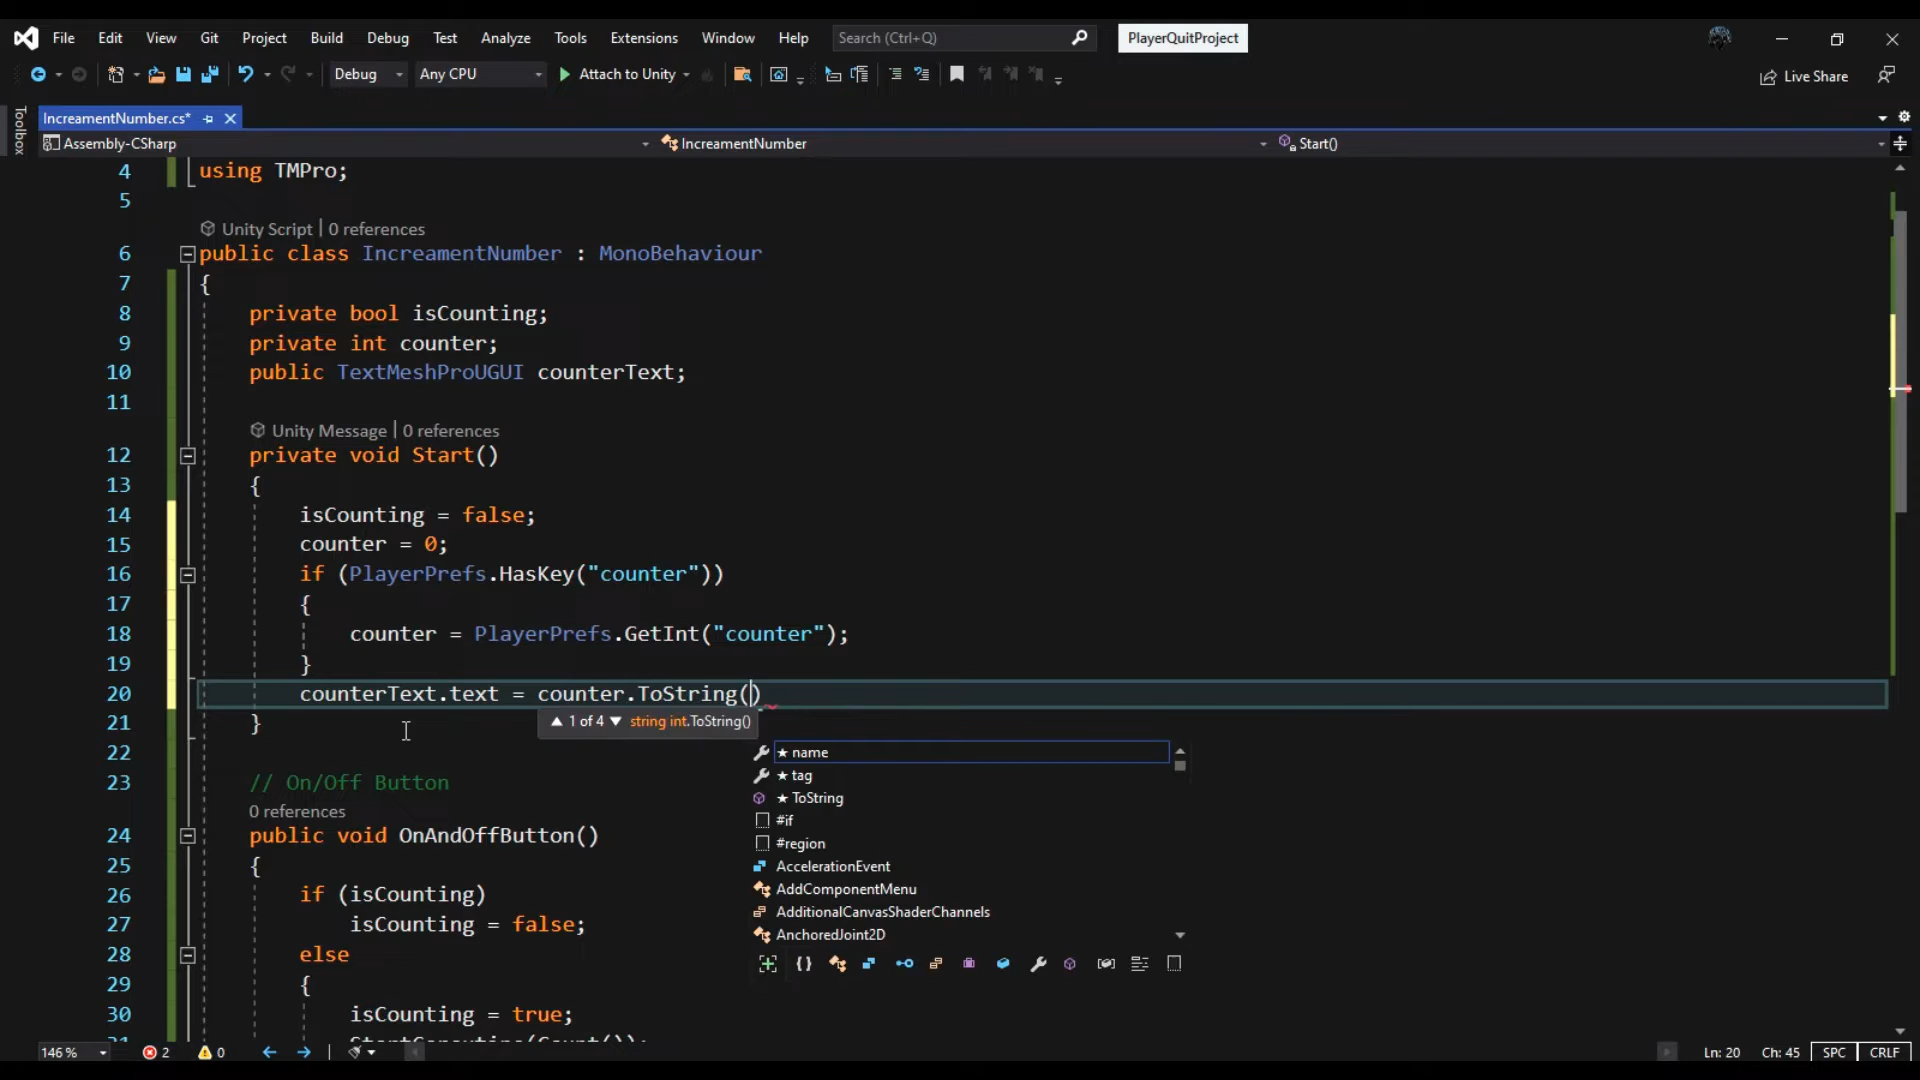 File Edit View Git Project Build Debug Test Analyze Tools Extensions Window Help Search (Ctrl+Q) PlayerQuitProject
Debug Any CPU Attach to Unity Live Share
Toolbox
IncreamentNumber.cs*
Assembly-CSharp IncreamentNumber Start()
4 using TMPro;
5
Unity Script | 0 references
6 public class IncreamentNumber : MonoBehaviour
7 {
8 private bool isCounting;
9 private int counter;
10 public TextMeshProUGUI counterText;
11
Unity Message | 0 references
12 private void Start()
13 {
14 isCounting = false;
15 counter = 0;
16 if (PlayerPrefs.HasKey("counter"))
17 {
18 counter = PlayerPrefs.GetInt("counter");
19 }
20 counterText.text = counter.ToString()
1 of 4 string int.ToString()
21 }
22
★ name
★ tag
★ ToString
#if
#region
AccelerationEvent
AddComponentMenu
AdditionalCanvasShaderChannels
AnchoredJoint2D
23 // On/Off Button
0 references
24 public void OnAndOffButton()
25 {
26 if (isCounting)
27 isCounting = false;
28 else
29 {
30 isCounting = true;
31 StartCoroutine(Count());
146 % 2 0 Ln: 20 Ch: 45 SPC CRLF